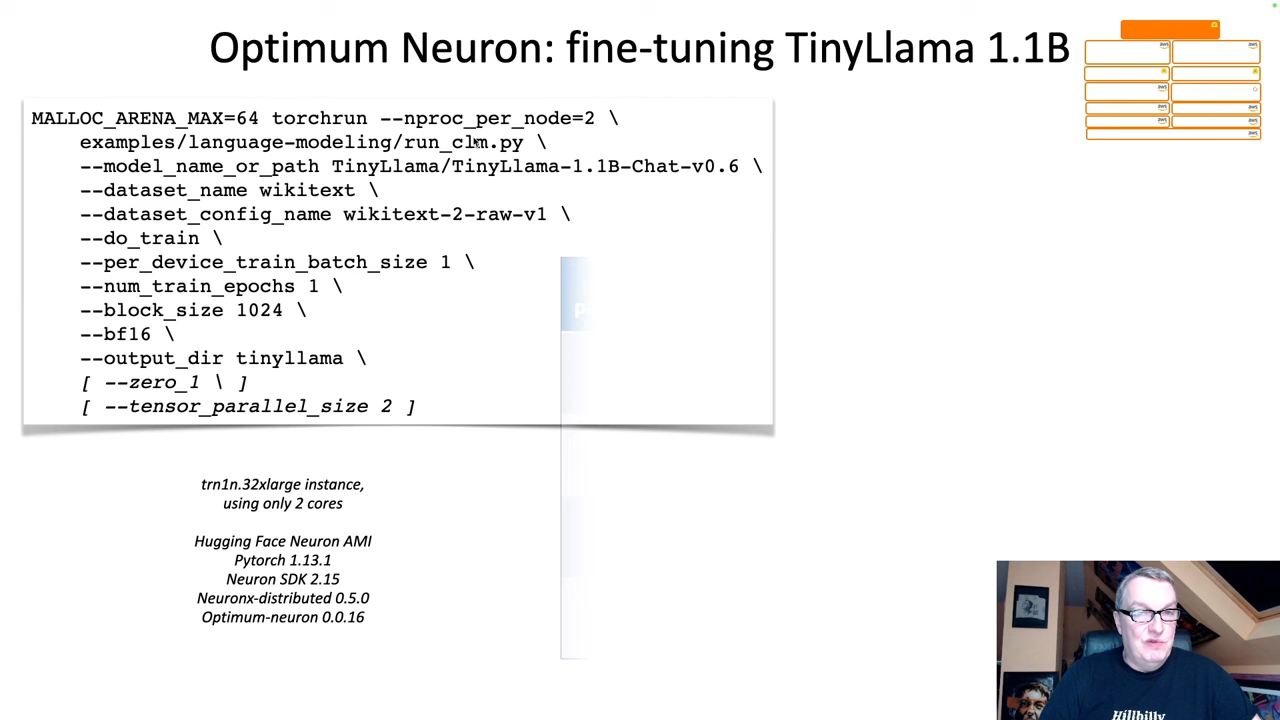 Optimum Neuron: fine-tuning TinyLlama 1.1B
MALLOC_ARENA_MAX=64 torchrun --nproc_per_node=2 \
examples/language-modeling/run_clm.py \
--model_name_or_path TinyLlama/TinyLlama-1.1B-Chat-v0.6 \
--dataset_name wikitext \
--dataset_config_name wikitext-2-raw-v1 \
--do_train \
--per_device_train_batch_size 1 \
--num_train_epochs 1 \
--block_size 1024 \
--bf16 \
--output_dir tinyllama \
[ --zero_1 \ ]
[ --tensor_parallel_size 2 ]
trn1n.32xlarge instance,
using only 2 cores
Hugging Face Neuron AMI
Pytorch 1.13.1
Neuron SDK 2.15
Neuronx-distributed 0.5.0
Optimum-neuron 0.0.16
Hillbilly